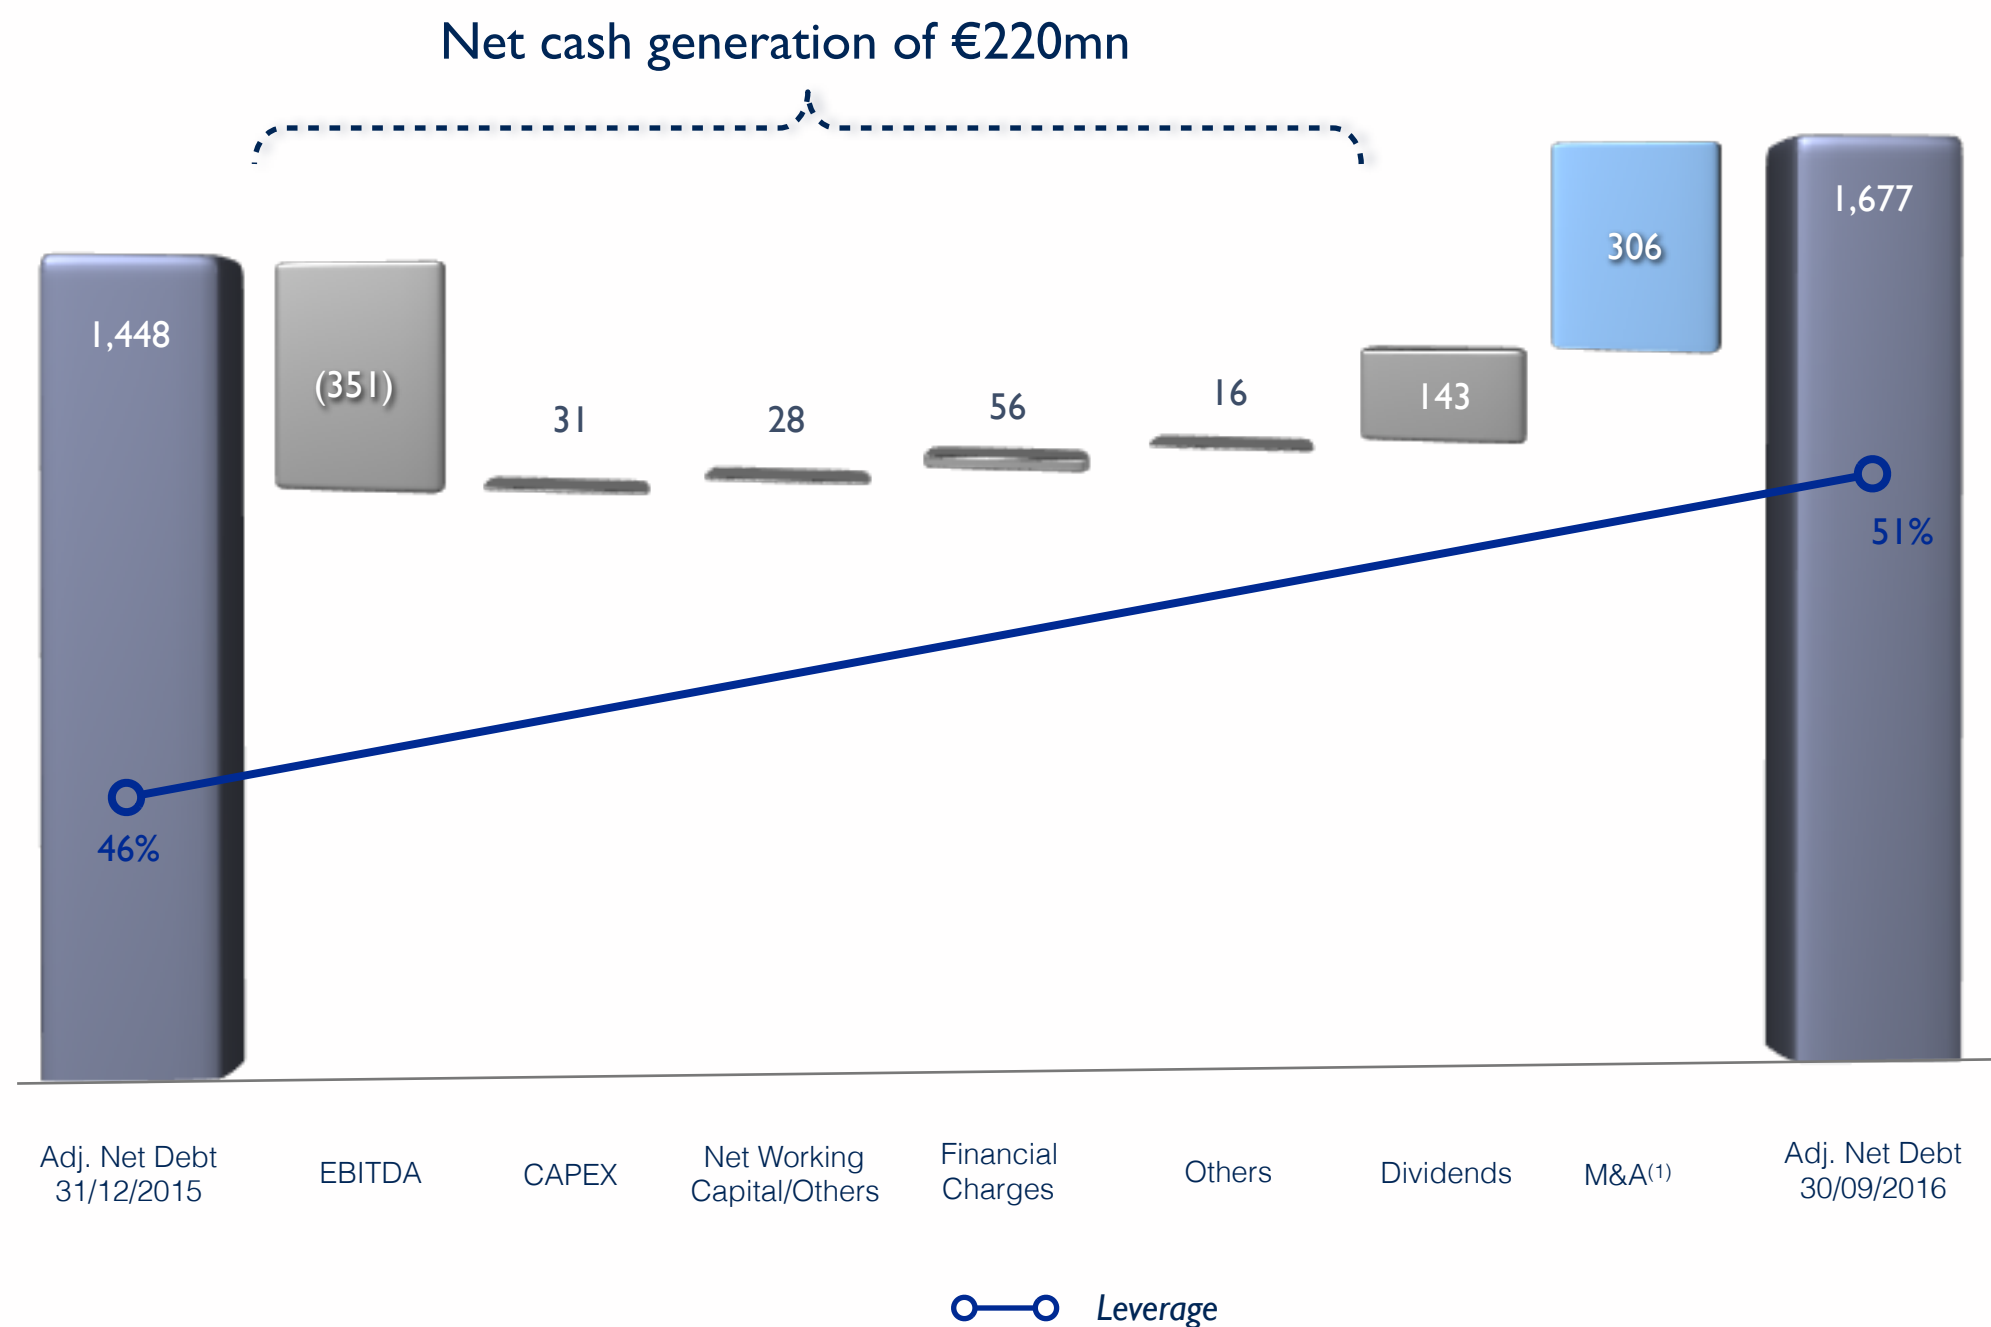 Net cash generation of €220mn
1,448
(351)
31
28
56
16
143
306
1,677
46%
51%
Adj. Net Debt
31/12/2015
EBITDA
CAPEX
Net Working
Capital/Others
Financial
Charges
Others
Dividends
M&A(1)
Adj. Net Debt
30/09/2016
Leverage